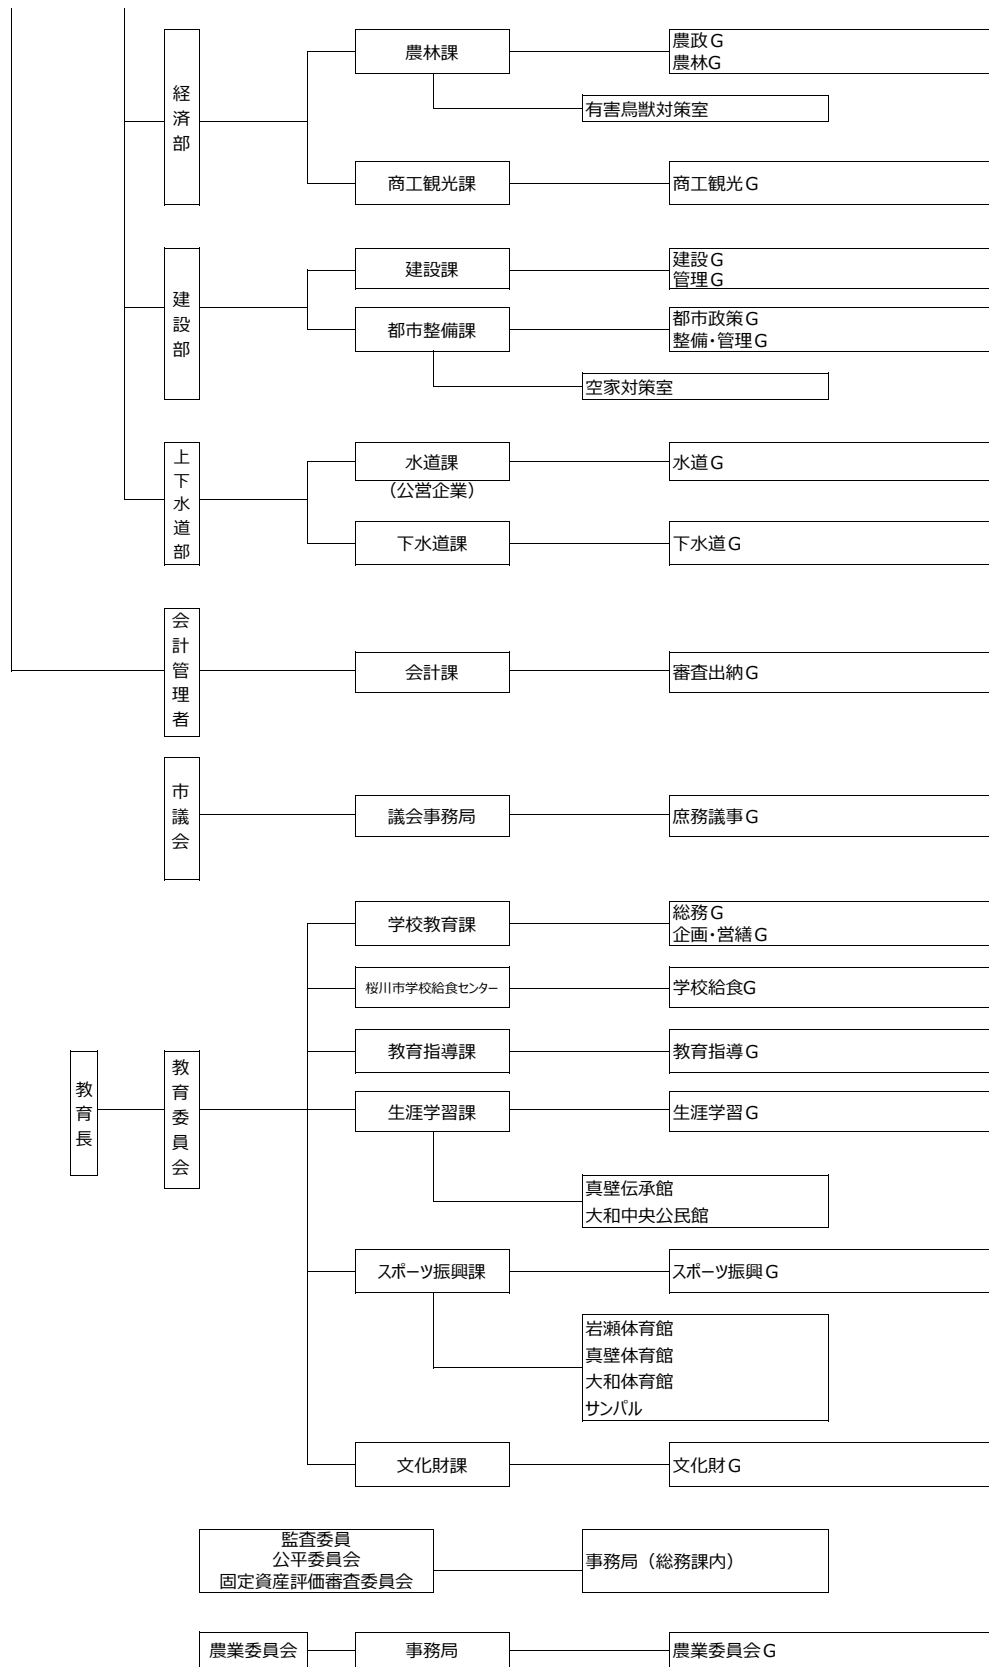 経済部
農林課
農政Ｇ
農林G
有害鳥獣対策室
商工観光課
商工観光Ｇ
建設部
建設課
建設Ｇ
管理Ｇ
都市整備課
都市政策Ｇ
整備・管理Ｇ
空家対策室
上下水道部
水道課
（公営企業）
水道Ｇ
下水道課
下水道Ｇ
会計管理者
会計課
審査出納Ｇ
市議会
議会事務局
庶務議事Ｇ
教育長
教育委員会
学校教育課
総務Ｇ
企画・営繕Ｇ
桜川市学校給食センター
学校給食G
教育指導課
教育指導Ｇ
生涯学習課
生涯学習Ｇ
真壁伝承館
大和中央公民館
スポーツ振興課
スポーツ振興Ｇ
岩瀬体育館
真壁体育館
大和体育館
サンパル
文化財課
文化財Ｇ
監査委員
公平委員会
固定資産評価審査委員会
事務局（総務課内）
農業委員会
事務局
農業委員会Ｇ